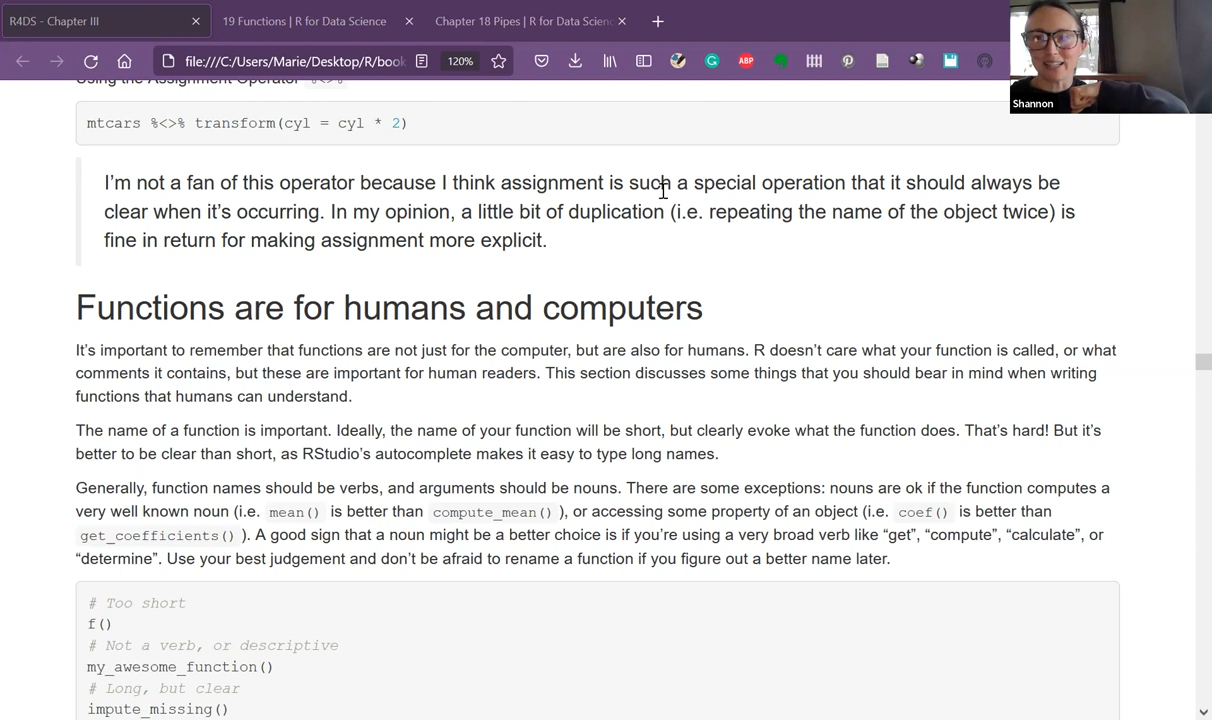 R4DS - Chapter III
19 Functions | R for Data Science
Chapter 18 Pipes | R for Data Scienc
file:///C:/Users/Marie/Desktop/R/book
120%
ABP
Shannon
Using the Assignment Operator %<>%
mtcars %<>% transform(cyl = cyl * 2)
I’m not a fan of this operator because I think assignment is such a special operation that it should always be
clear when it’s occurring. In my opinion, a little bit of duplication (i.e. repeating the name of the object twice) is
fine in return for making assignment more explicit.
Functions are for humans and computers
It’s important to remember that functions are not just for the computer, but are also for humans. R doesn’t care what your function is called, or what
comments it contains, but these are important for human readers. This section discusses some things that you should bear in mind when writing
functions that humans can understand.
The name of a function is important. Ideally, the name of your function will be short, but clearly evoke what the function does. That’s hard! But it’s
better to be clear than short, as RStudio’s autocomplete makes it easy to type long names.
Generally, function names should be verbs, and arguments should be nouns. There are some exceptions: nouns are ok if the function computes a
very well known noun (i.e. mean() is better than compute_mean() ), or accessing some property of an object (i.e. coef() is better than
get_coefficients() ). A good sign that a noun might be a better choice is if you’re using a very broad verb like “get”, “compute”, “calculate”, or
“determine”. Use your best judgement and don’t be afraid to rename a function if you figure out a better name later.
# Too short
f()
# Not a verb, or descriptive
my_awesome_function()
# Long, but clear
impute_missing()